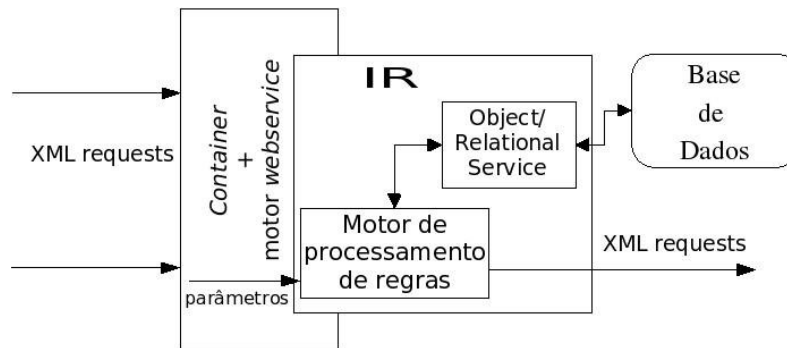 XML requests
Container
+
motor webservice
parâmetros
IR
Object/
Relational
Service
Motor de
processamento
de regras
Base
de
Dados
XML requests